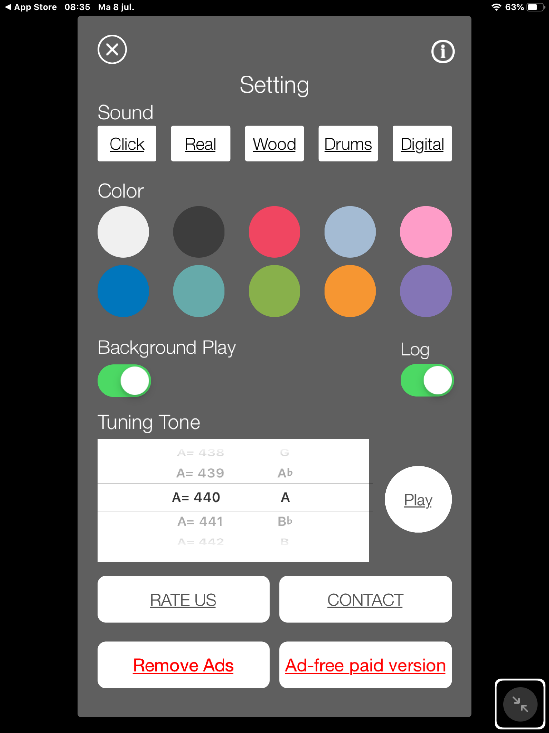 ◀ App Store 08:35 Ma 8 jul. 63%
Setting
Sound
Click Real Wood Drums Digital
Color
Background Play Log
Tuning Tone
A= 438 G
A= 439 A♭
A= 440 A
A= 441 B♭
A= 442 B
Play
RATE US CONTACT
Remove Ads Ad-free paid version